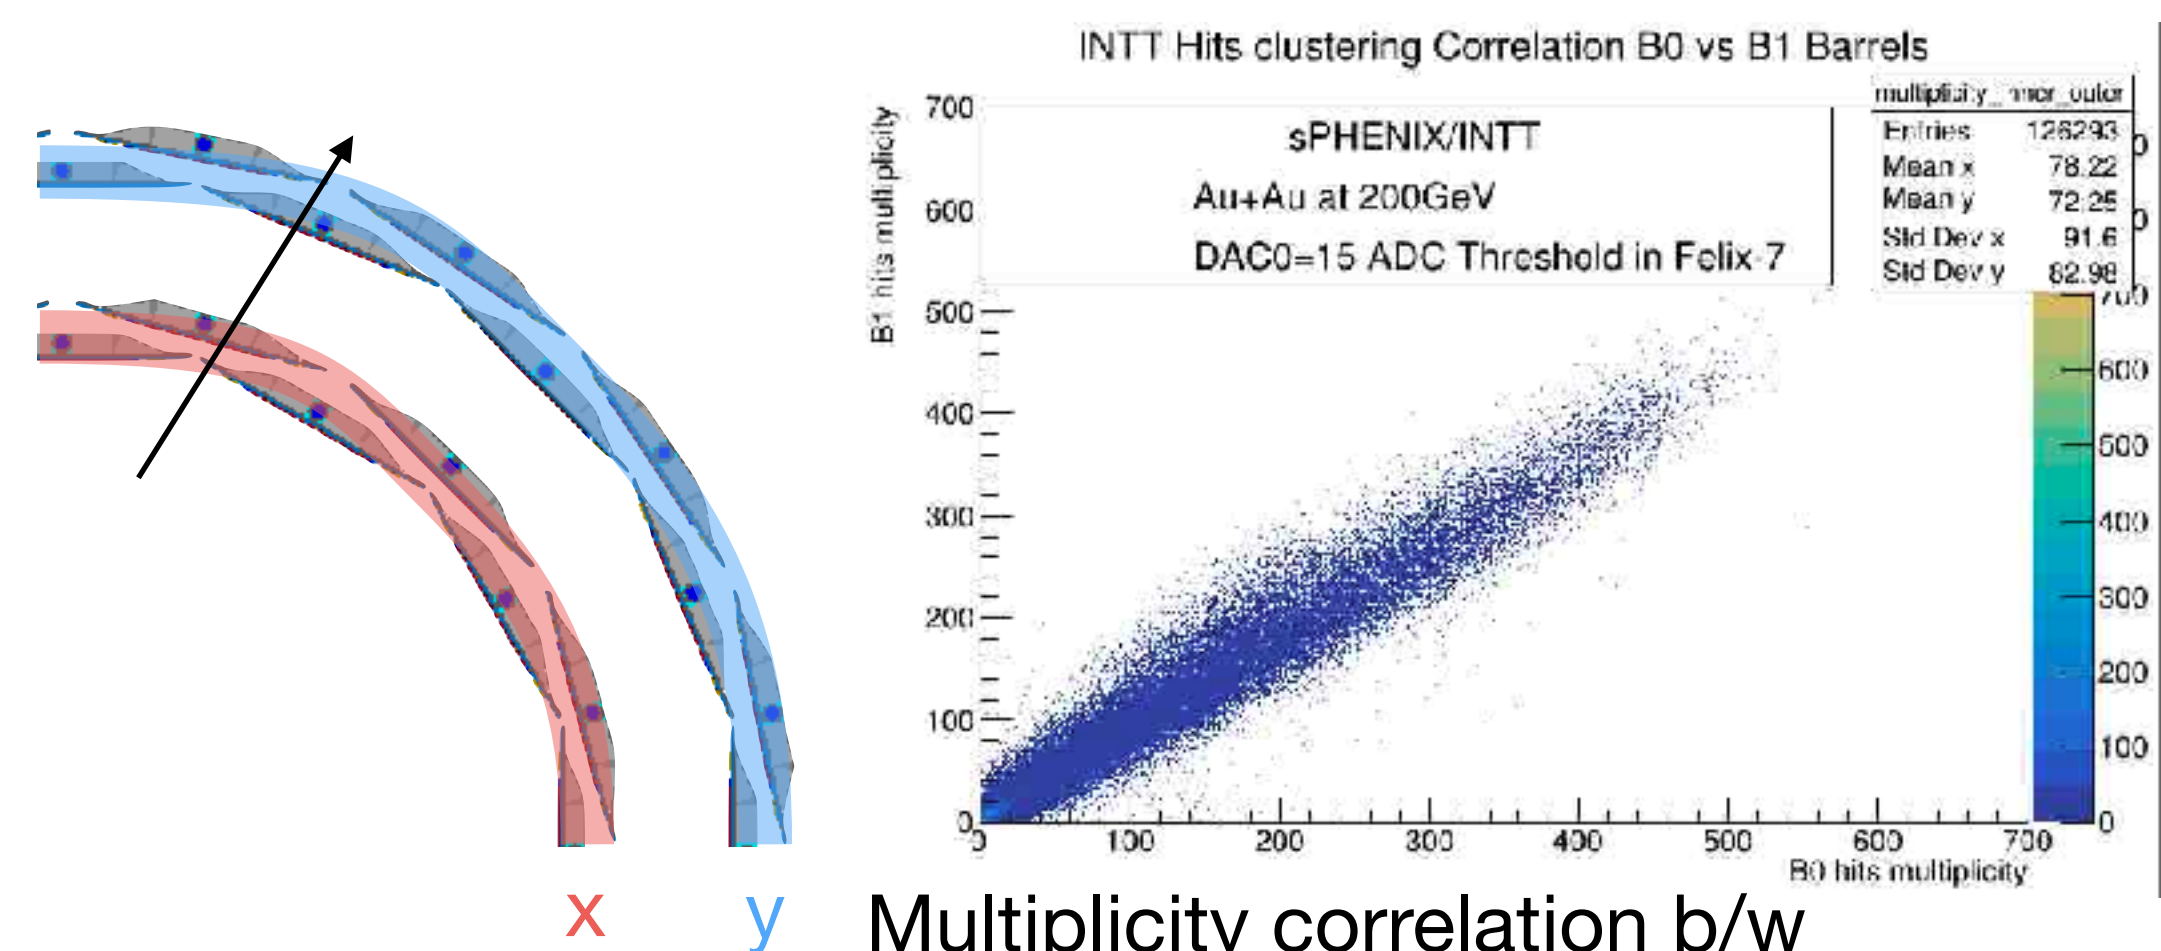 INTT Hits clustering Correlation B0 vs B1 Barrels
B1 hits multiplicity
700
600
500
400
300
200
100
0
sPHENIX/INTT
Au+Au at 200GeV
DAC0=15 ADC Threshold in Felix-7
Entries 126293
Mean x 78.22
Mean y 72.25
Std Dev x 91.6
Std Dev y 82.98
700
600
500
400
300
200
100
0
0 100 200 300 400 500 600 700
B0 hits multiplicity
x y
Multiplicity correlation b/w